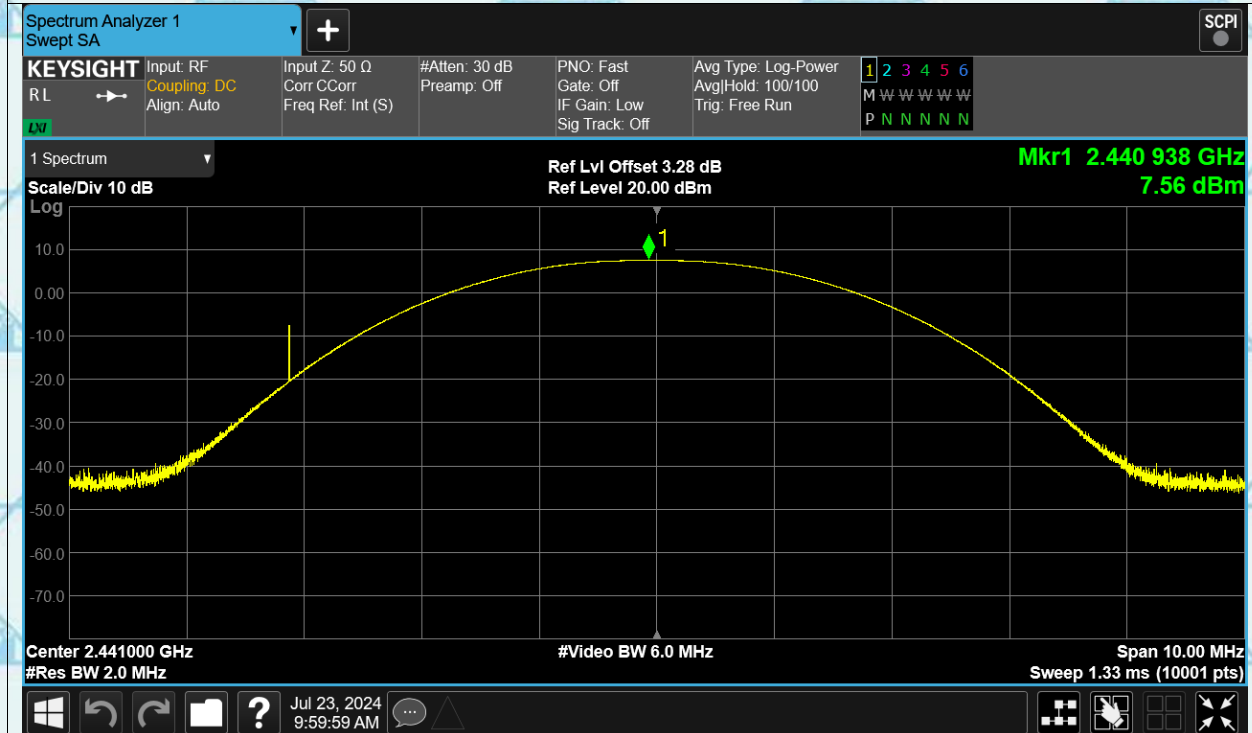 Spectrum Analyzer 1
Swept SA
▼
+
SCPI
KEYSIGHT
RL
LXI
Input: RF
Coupling: DC
Align: Auto
Input Z: 50 Ω
Corr CCorr
Freq Ref: Int (S)
#Atten: 30 dB
Preamp: Off
PNO: Fast
Gate: Off
IF Gain: Low
Sig Track: Off
Avg Type: Log-Power
Avg|Hold: 100/100
Trig: Free Run
1 2 3 4 5 6
M W W W W W
P N N N N N
1 Spectrum ▼
Scale/Div 10 dB
Log
Ref Lvl Offset 3.28 dB
Ref Level 20.00 dBm
Mkr1 2.440 938 GHz
7.56 dBm
1
10.0
0.00
-10.0
-20.0
-30.0
-40.0
-50.0
-60.0
-70.0
Center 2.441000 GHz
#Res BW 2.0 MHz
#Video BW 6.0 MHz
Span 10.00 MHz
Sweep 1.33 ms (10001 pts)
?
Jul 23, 2024
9:59:59 AM